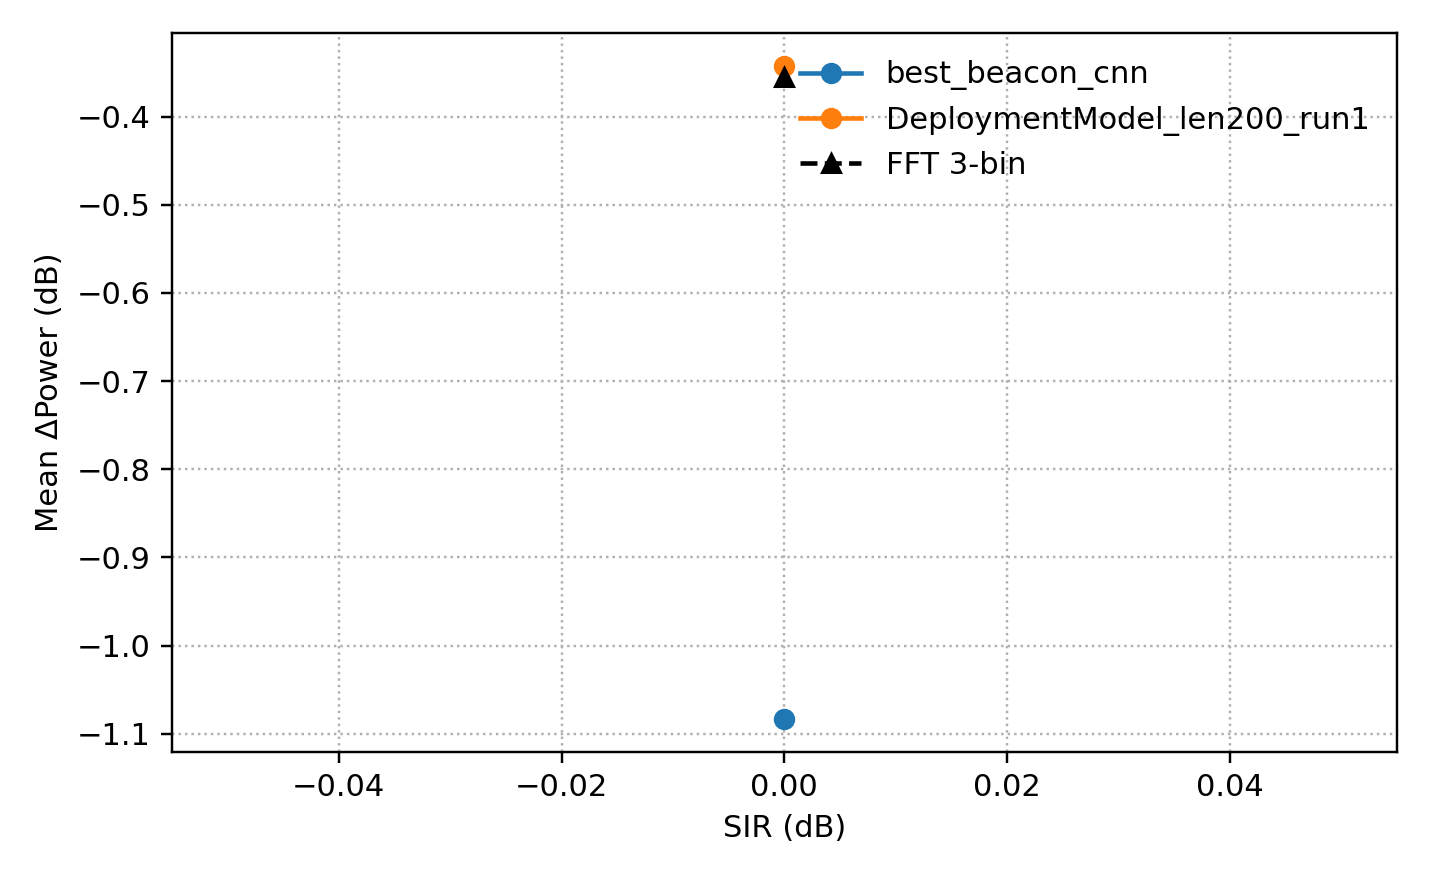 best_beacon_cnn
DeploymentModel_len200_run1
FFT 3-bin
Mean ΔPower (dB)
−0.4
−0.5
−0.6
−0.7
−0.8
−0.9
−1.0
−1.1
−0.04 −0.02 0.00 0.02 0.04
SIR (dB)